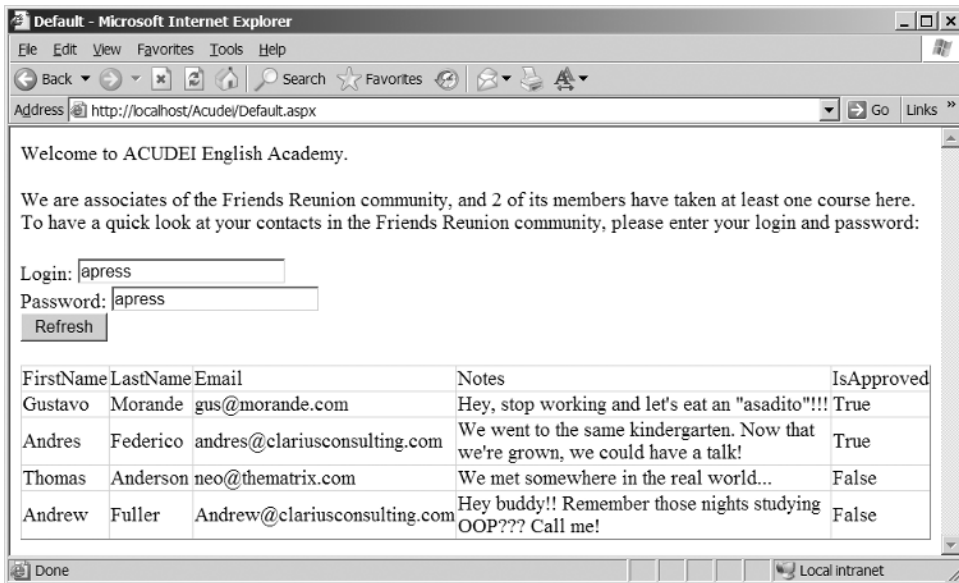 Default - Microsoft Internet Explorer
File Edit View Favorites Tools Help
Back Search Favorites
Address http://localhost/Acudei/Default.aspx Go Links »
Welcome to ACUDEI English Academy.
We are associates of the Friends Reunion community, and 2 of its members have taken at least one course here.
To have a quick look at your contacts in the Friends Reunion community, please enter your login and password:
Login: apress
Password: apress
Refresh
FirstName LastName Email Notes IsApproved
Gustavo Morande gus@morande.com Hey, stop working and let's eat an "asadito"!!! True
Andres Federico andres@clariusconsulting.com We went to the same kindergarten. Now that
we're grown, we could have a talk! True
Thomas Anderson neo@thematrix.com We met somewhere in the real world... False
Andrew Fuller Andrew@clariusconsulting.com Hey buddy!! Remember those nights studying
OOP??? Call me! False
Done Local intranet